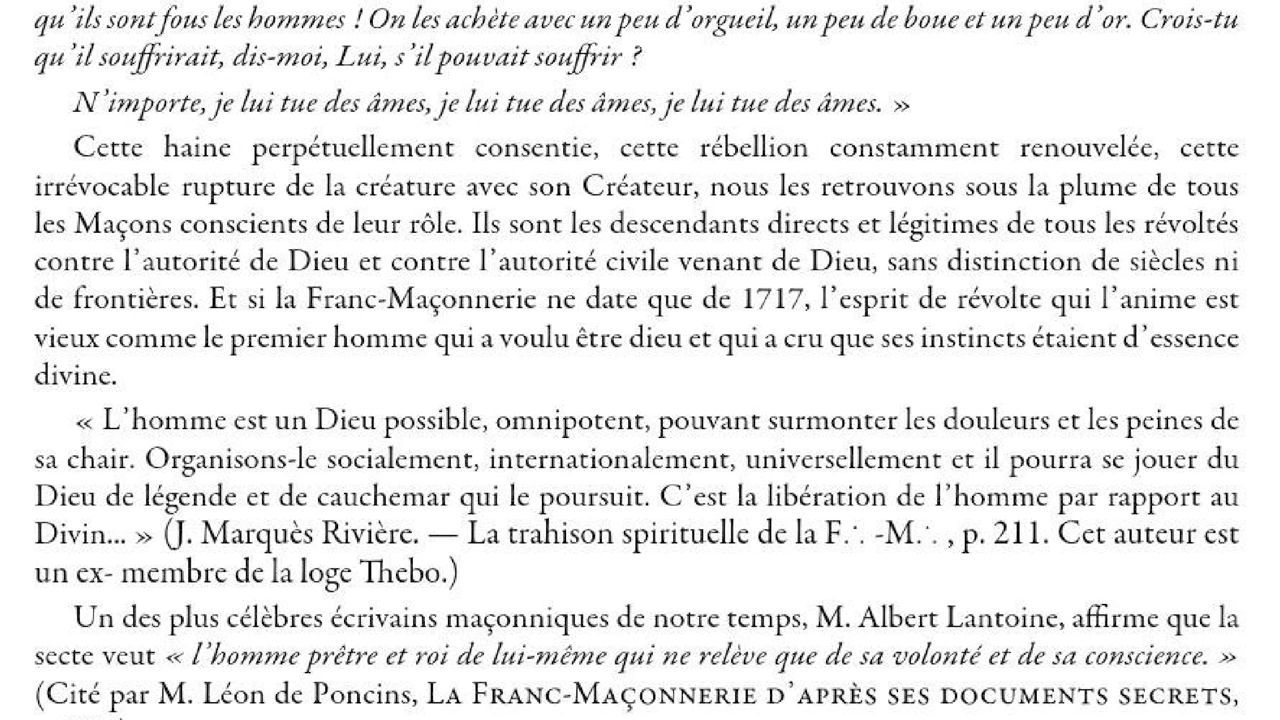 qu'ils sont fous les hommes ! On les achète avec un peu d'orgueil, un peu de boue et un peu d'or. Crois-tu
qu'il souffrirait, dis-moi, Lui, s'il pouvait souffrir ?
N'importe, je lui tue des âmes, je lui tue des âmes, je lui tue des âmes. »
Cette haine perpétuellement consentie, cette rébellion constamment renouvelée, cette
irrévocable rupture de la créature avec son Créateur, nous les retrouvons sous la plume de tous
les Maçons conscients de leur rôle. Ils sont les descendants directs et légitimes de tous les révoltés
contre l'autorité de Dieu et contre l'autorité civile venant de Dieu, sans distinction de siècles ni
de frontières. Et si la Franc-Maçonnerie ne date que de 1717, l'esprit de révolte qui l'anime est
vieux comme le premier homme qui a voulu être dieu et qui a cru que ses instincts étaient d'essence
divine.
« L'homme est un Dieu possible, omnipotent, pouvant surmonter les douleurs et les peines de
sa chair. Organisons-le socialement, internationalement, universellement et il pourra se jouer du
Dieu de légende et de cauchemar qui le poursuit. C'est la libération de l'homme par rapport au
Divin... » (J. Marquès Rivière. — La trahison spirituelle de la F∴ -M∴ , p. 211. Cet auteur est
un ex- membre de la loge Thebo.)
Un des plus célèbres écrivains maçonniques de notre temps, M. Albert Lantoine, affirme que la
secte veut « l'homme prêtre et roi de lui-même qui ne relève que de sa volonté et de sa conscience. »
(Cité par M. Léon de Poncins, LA FRANC-MAÇONNERIE D'APRÈS SES DOCUMENTS SECRETS,